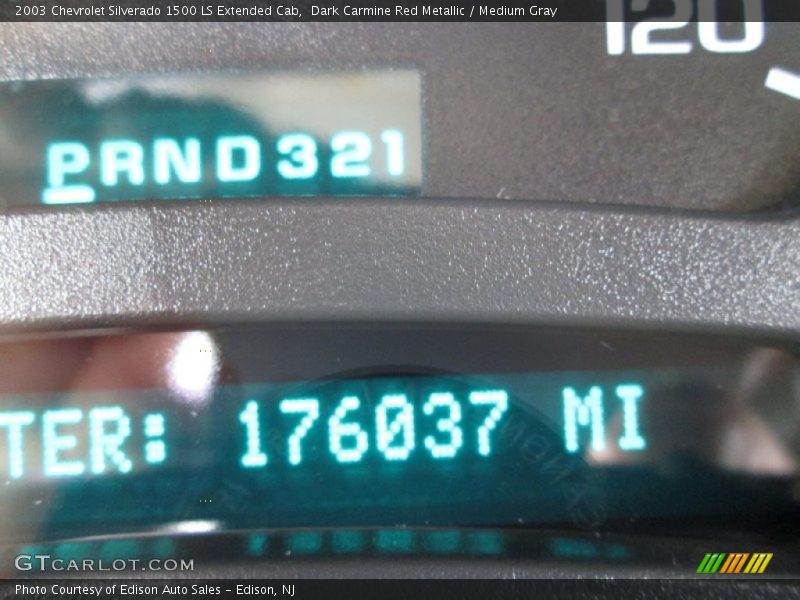 2003 Chevrolet Silverado 1500 LS Extended Cab,  Dark Carmine Red Metallic / Medium Gray
120
PRND321
TER: 176037 MI
GTCARLOT.COM
Photo Courtesy of Edison Auto Sales – Edison, NJ